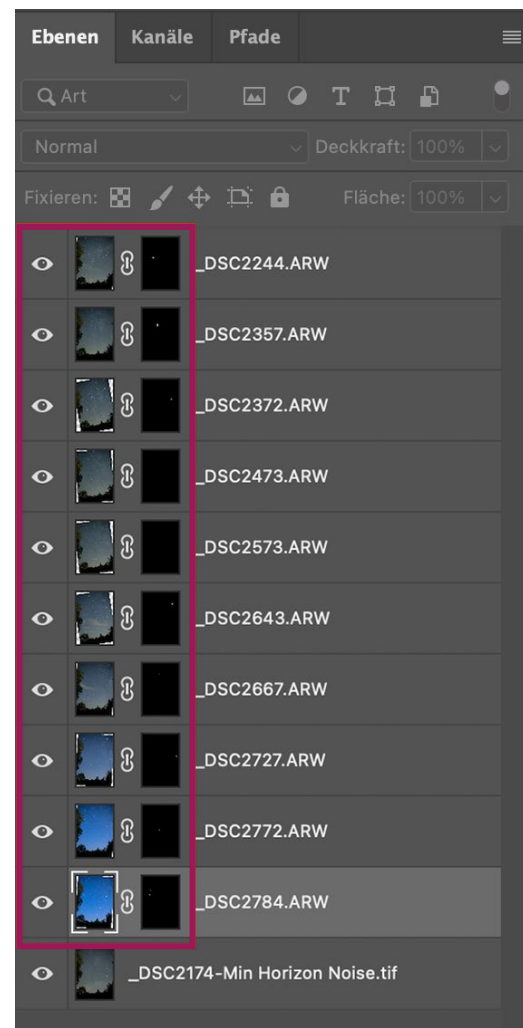 Ebenen Kanäle Pfade
Art
Normal Deckkraft: 100%
Fixieren: Fläche: 100%
_DSC2244.ARW
_DSC2357.ARW
_DSC2372.ARW
_DSC2473.ARW
_DSC2573.ARW
_DSC2643.ARW
_DSC2667.ARW
_DSC2727.ARW
_DSC2772.ARW
_DSC2784.ARW
_DSC2174-Min Horizon Noise.tif